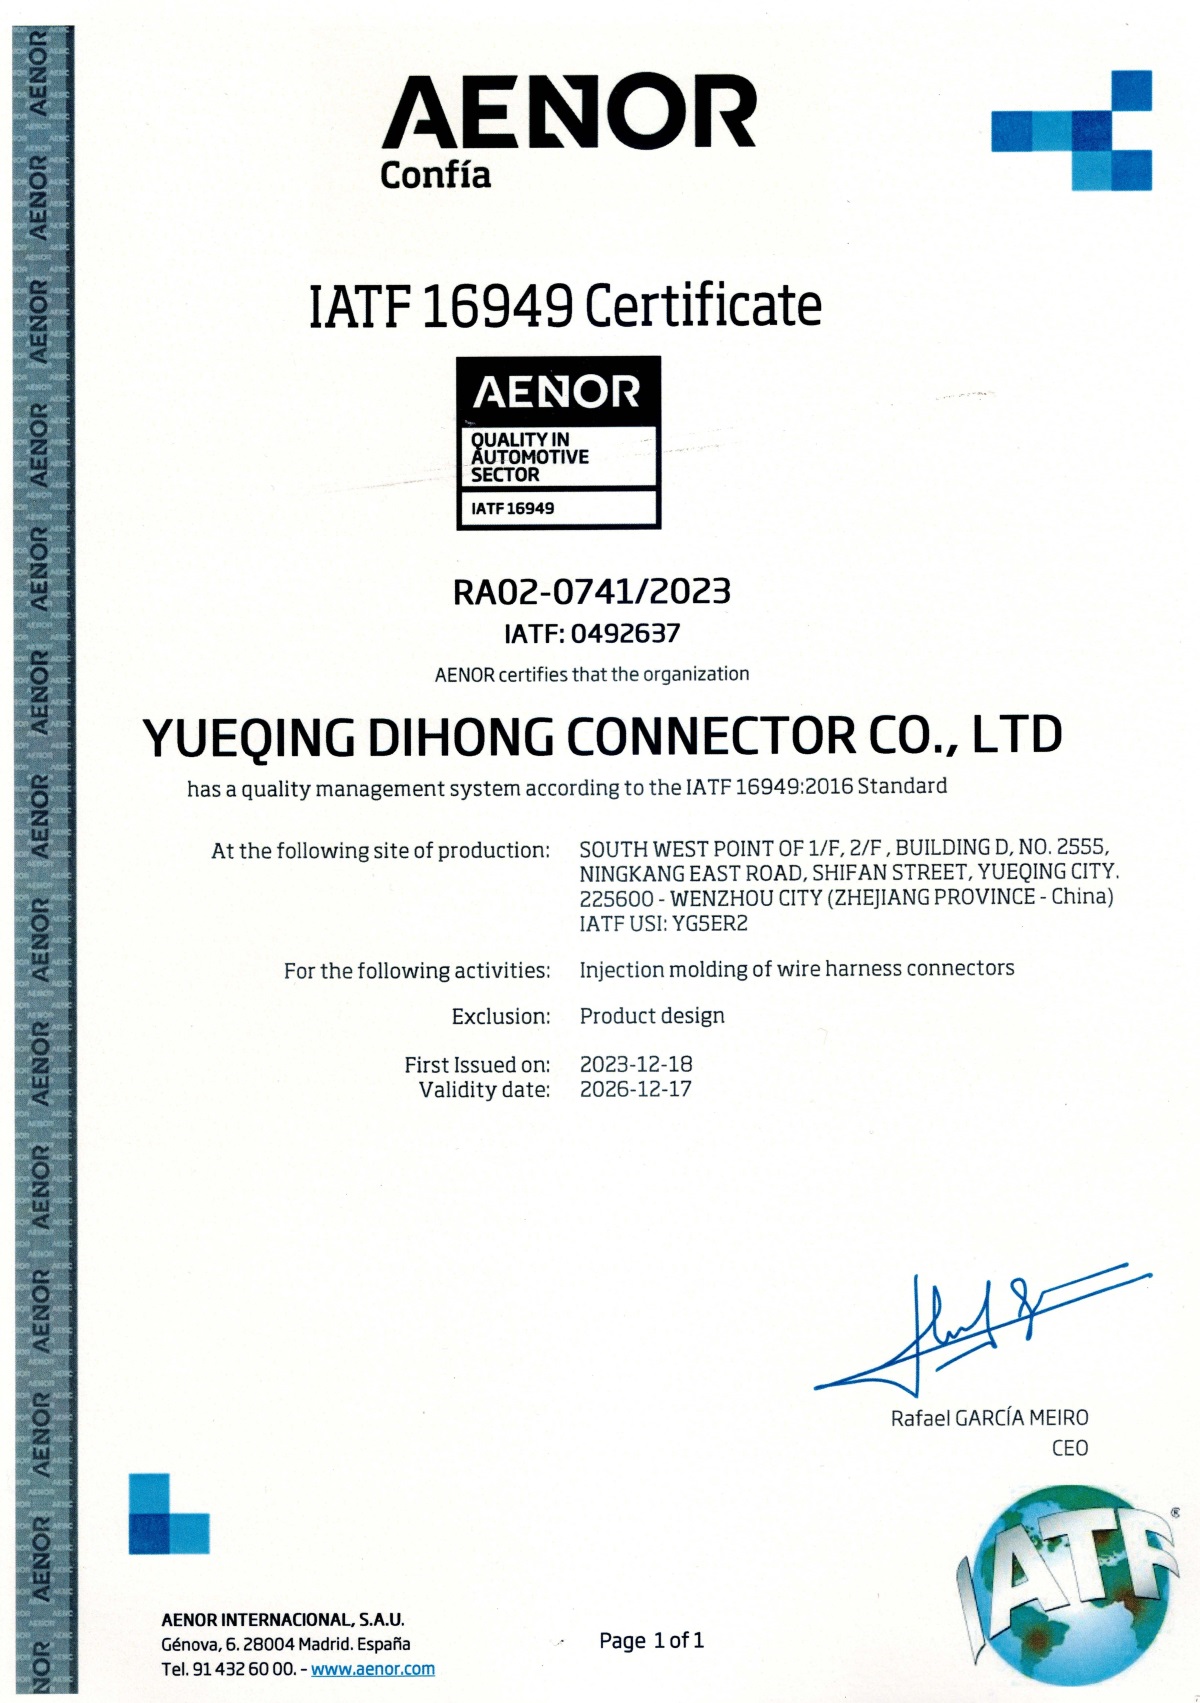 AENOR
Confía
IATF 16949 Certificate
AENOR
QUALITY IN
AUTOMOTIVE
SECTOR
IATF 16949
RA02-0741/2023
IATF: 0492637
AENOR certifies that the organization
YUEQING DIHONG CONNECTOR CO., LTD
has a quality management system according to the IATF 16949:2016 Standard
At the following site of production: SOUTH WEST POINT OF 1/F, 2/F , BUILDING D, NO. 2555,
NINGKANG EAST ROAD, SHIFAN STREET, YUEQING CITY.
225600 - WENZHOU CITY (ZHEJIANG PROVINCE - China)
IATF USI: YG5ER2
For the following activities: Injection molding of wire harness connectors
Exclusion: Product design
First Issued on: 2023-12-18
Validity date: 2026-12-17
Rafael GARCÍA MEIRO
CEO
IATF®
AENOR INTERNACIONAL, S.A.U.
Génova, 6. 28004 Madrid. España
Tel. 91 432 60 00. - www.aenor.com
Page 1 of 1
AENOR AENOR AENOR AENOR AENOR AENOR AENOR AENOR AENOR AENOR AENOR AENOR AENOR